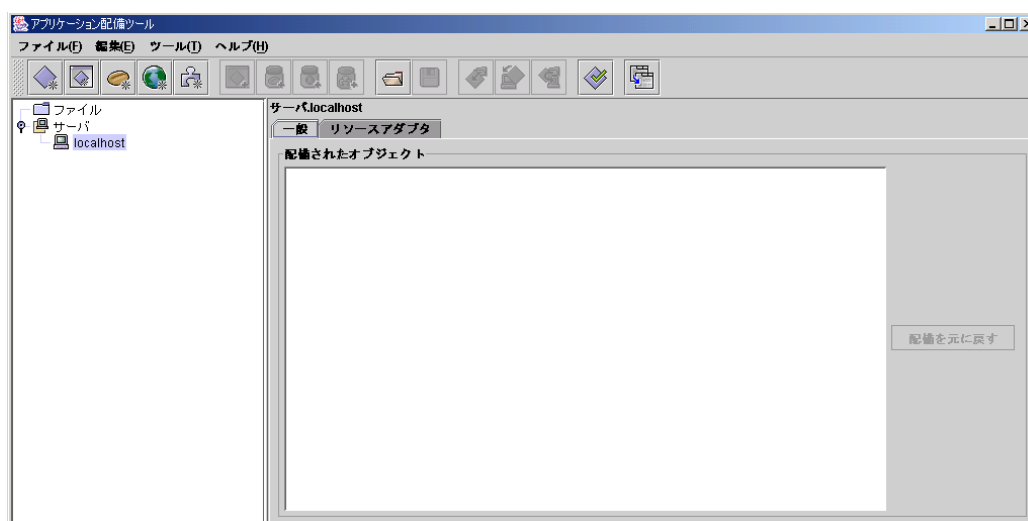 アプリケーション配備ツール
ファイル(F) 編集(E) ツール(T) ヘルプ(H)
ファイル
サーバ
localhost
サーバ.localhost
一般 リソースアダプタ
配備されたオブジェクト
配備を元に戻す